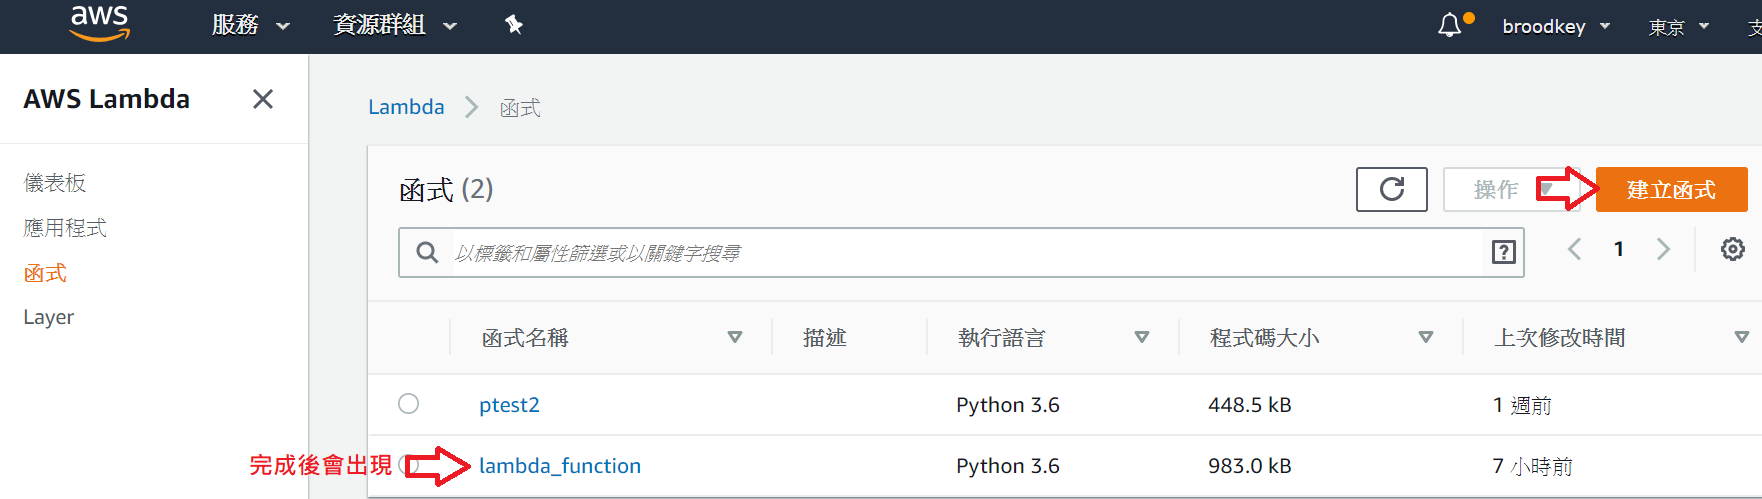 aws 服務 資源群組 broodkey 東京 支
AWS Lambda
儀表板
應用程式
函式
Layer
Lambda > 函式
函式 (2)
操作 建立函式
以標籤和屬性篩選或以關鍵字搜尋 ?
1
函式名稱 描述 執行語言 程式碼大小 上次修改時間
ptest2 Python 3.6 448.5 kB 1 週前
完成後會出現 lambda_function Python 3.6 983.0 kB 7 小時前